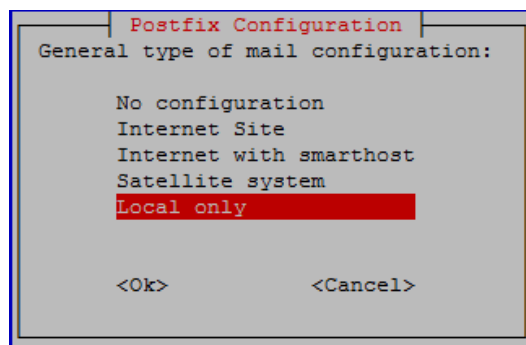 Postfix Configuration
General type of mail configuration:
No configuration
Internet Site
Internet with smarthost
Satellite system
Local only
<Ok> <Cancel>